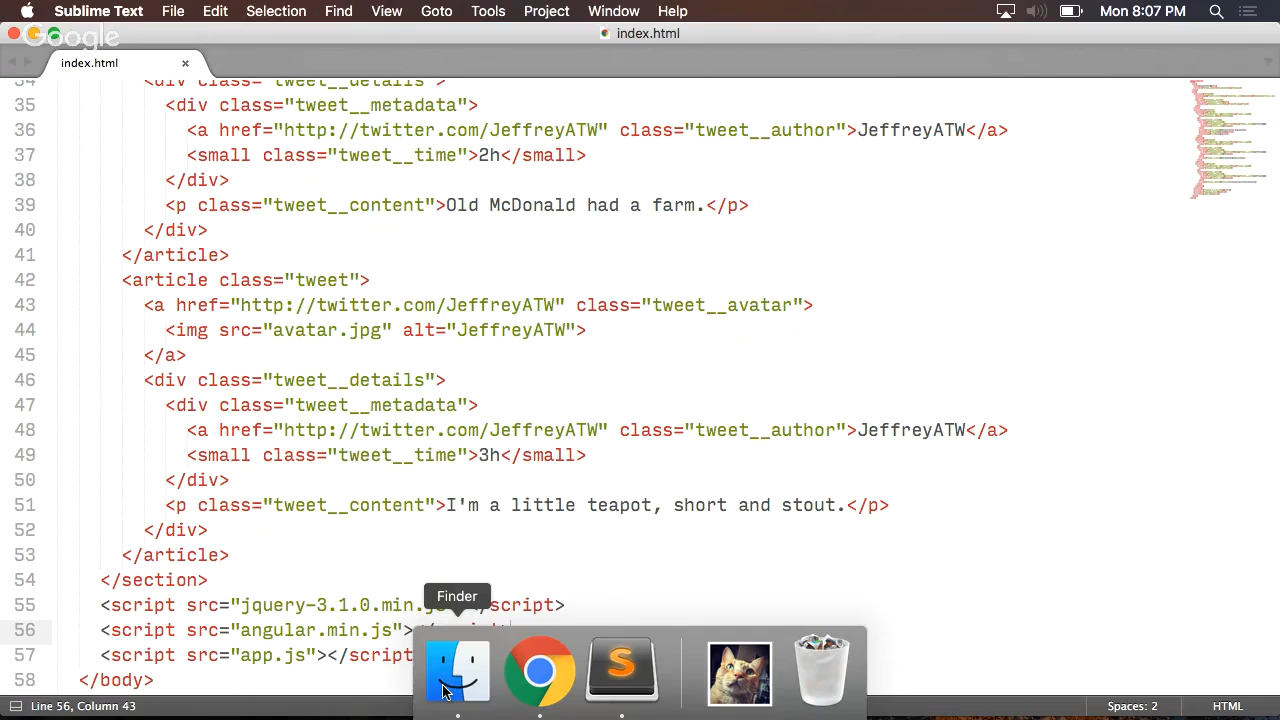 Sublime Text File Edit Selection Find View Goto Tools Project Window Help Mon 8:07 PM
Google
index.html
index.html ×
34 <div class="tweet__details">
35 <div class="tweet__metadata">
36 <a href="http://twitter.com/JeffreyATW" class="tweet__author">JeffreyATW</a>
37 <small class="tweet__time">2h</small>
38 </div>
39 <p class="tweet__content">Old McDonald had a farm.</p>
40 </div>
41 </article>
42 <article class="tweet">
43 <a href="http://twitter.com/JeffreyATW" class="tweet__avatar">
44 <img src="avatar.jpg" alt="JeffreyATW">
45 </a>
46 <div class="tweet__details">
47 <div class="tweet__metadata">
48 <a href="http://twitter.com/JeffreyATW" class="tweet__author">JeffreyATW</a>
49 <small class="tweet__time">3h</small>
50 </div>
51 <p class="tweet__content">I'm a little teapot, short and stout.</p>
52 </div>
53 </article>
54 </section>
Finder
55 <script src="jquery-3.1.0.min.js"></script>
56 <script src="angular.min.js"></
57 <script src="app.js"></script
58 </body>
S
Line 56, Column 43 Spaces: 2 HTML